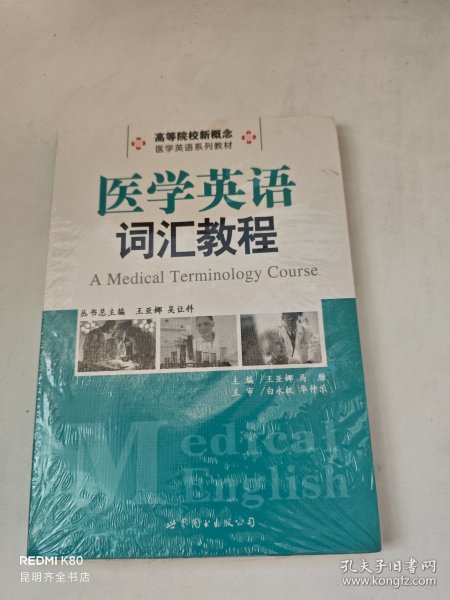 高等院校新概念
医学英语系列教材
医学英语
词汇教程
A Medical Terminology Course
丛书总主编 王亚娜 吴让科
主 编 / 王亚娜 马 雁
主 审 / 白永权 华仲乐
Medical
English
世界图书出版公司
REDMI K80
昆明齐全书店
孔夫子旧书网
www.kongfz.com